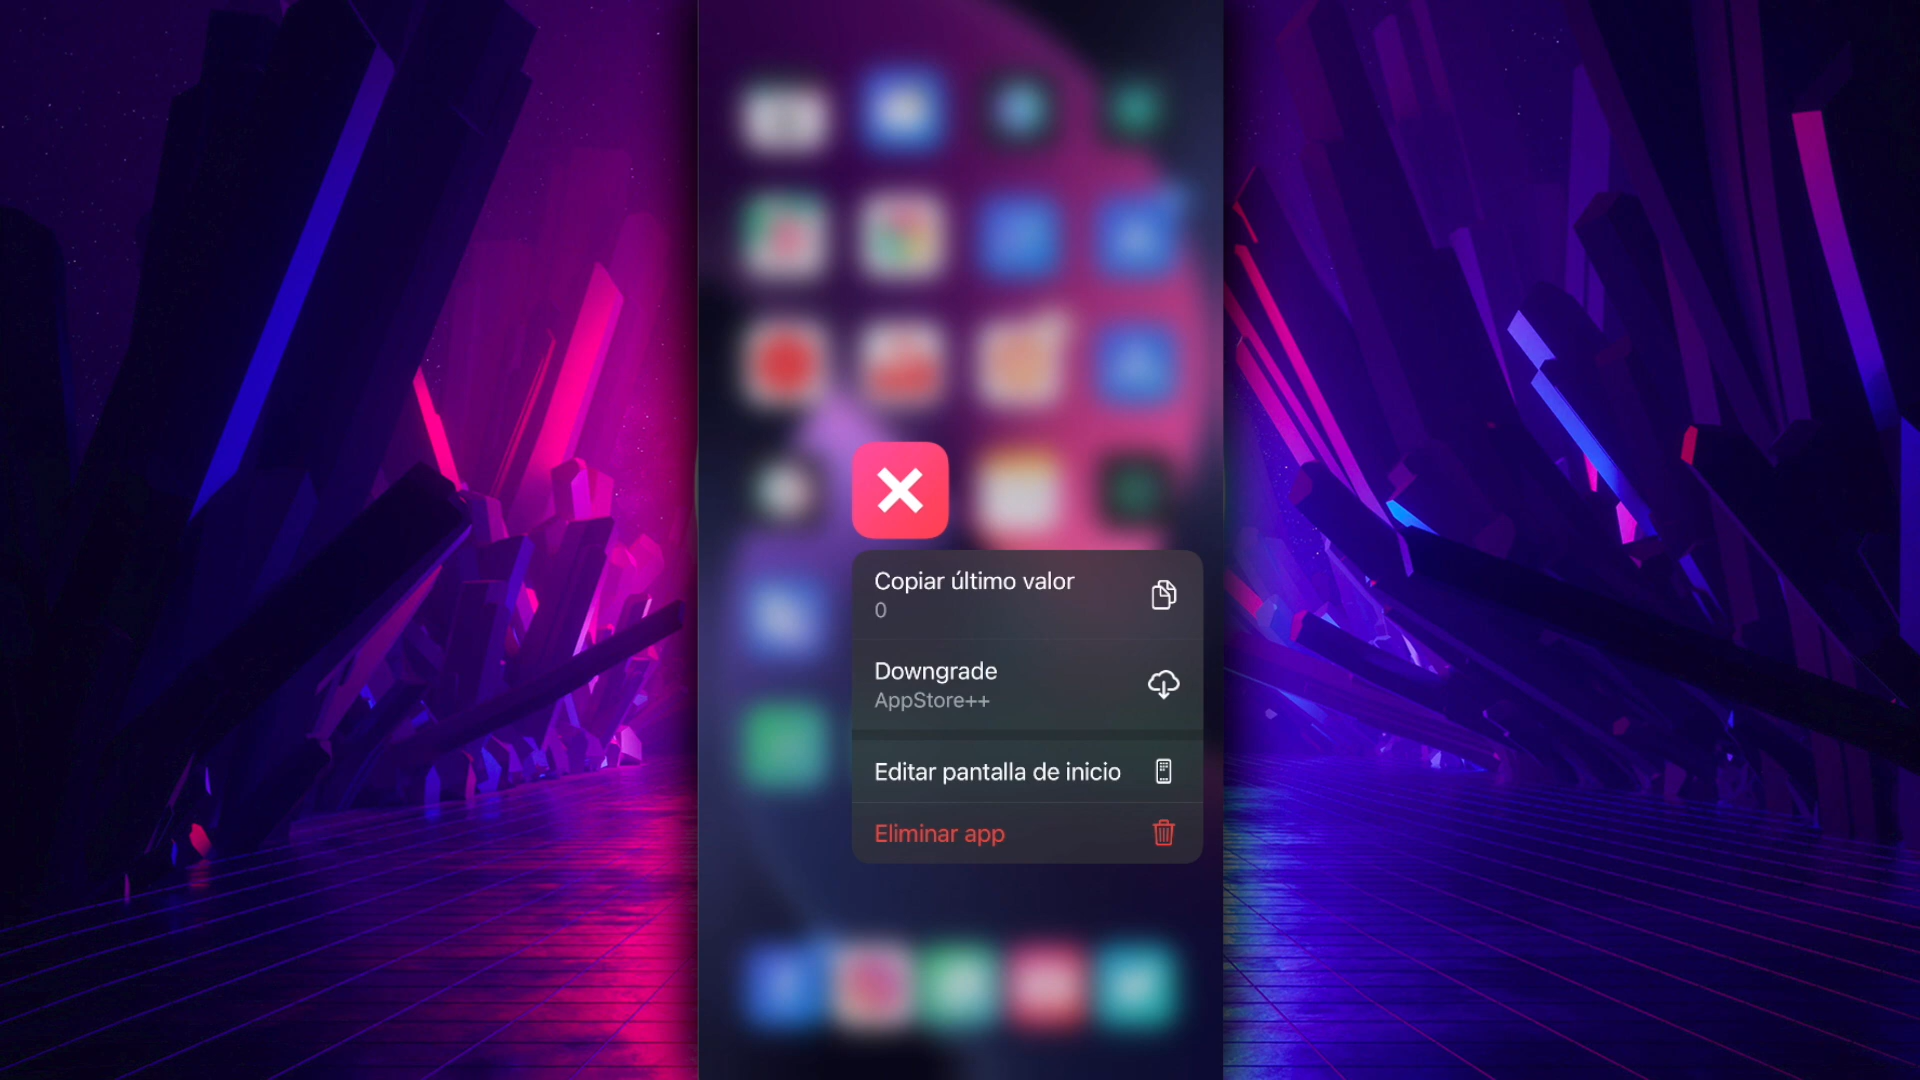 Copiar último valor
0
Downgrade
AppStore++
Editar pantalla de inicio
Eliminar app